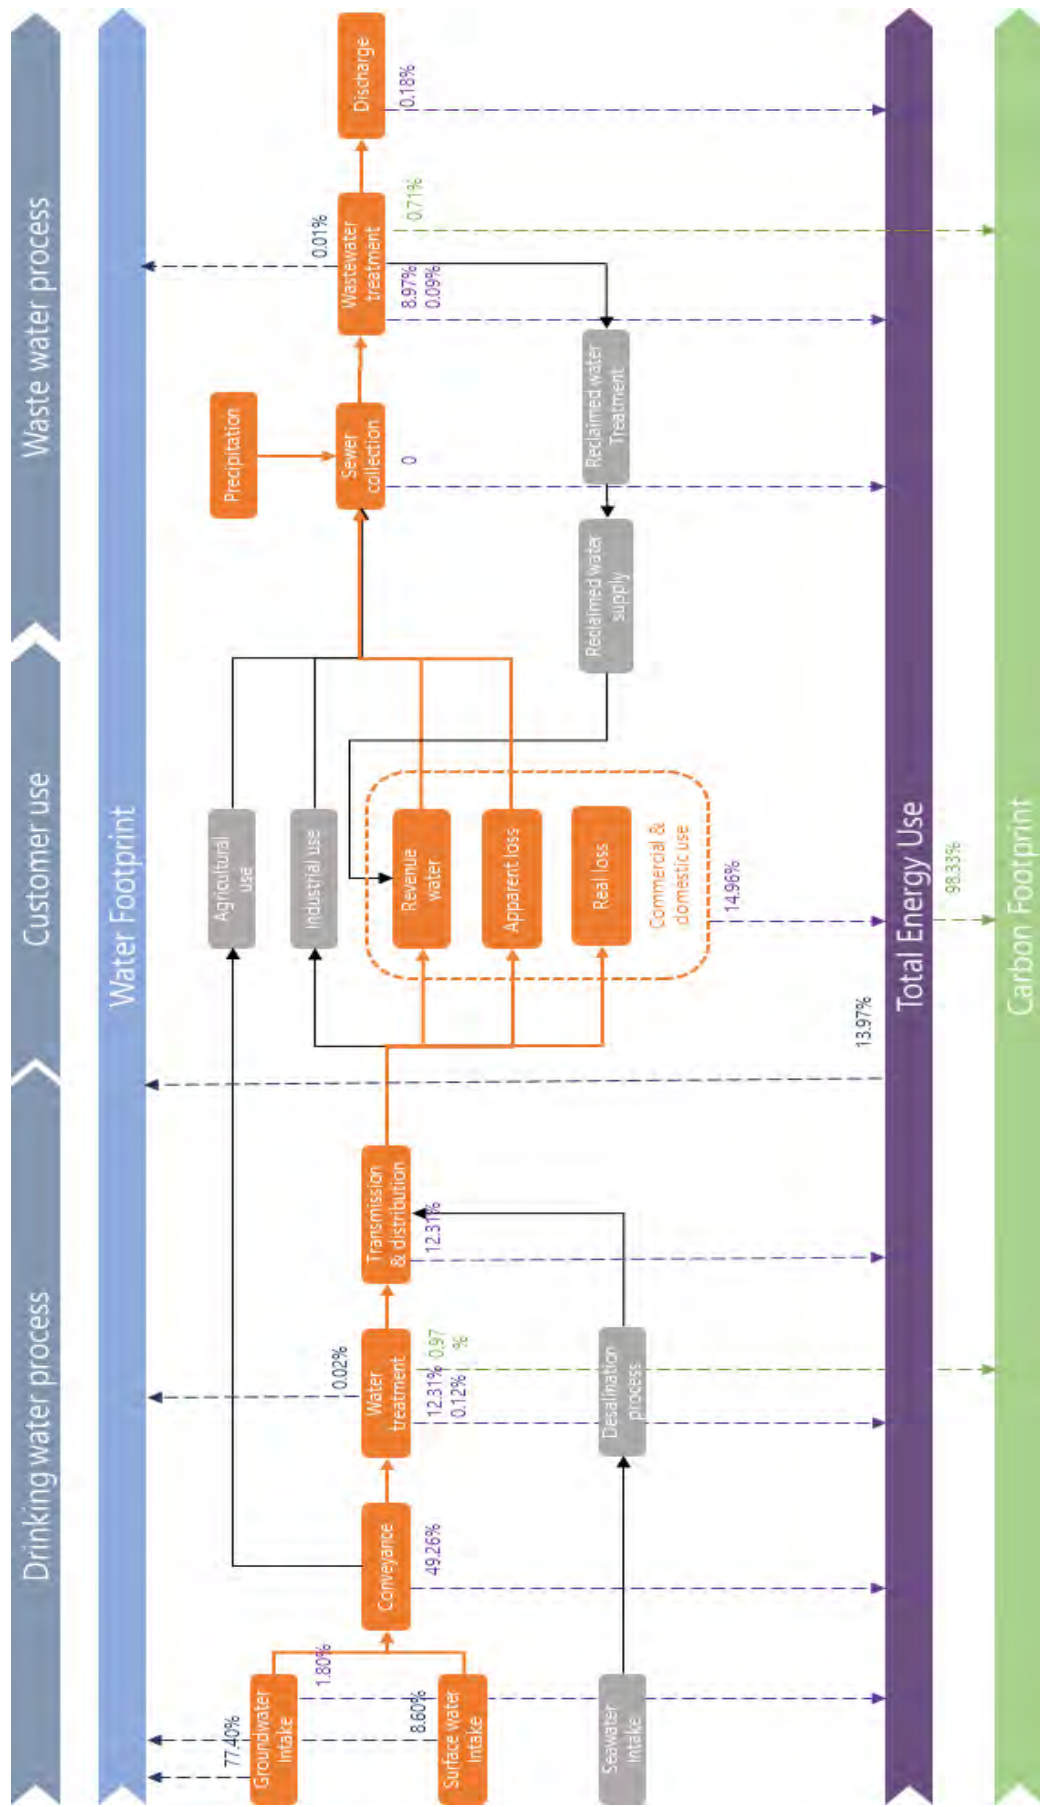 Drinking water process
Customer use
Waste water process
Water Footprint
77.40%
8.60%
0.02%
0.01%
Groundwater
Intake
1.80%
Surface water
Intake
Seawater
Intake
Conveyance
49.26%
Water
treatment
12.31%
0.12%
0.97
%
Desalination
process
Transmission
& distribution
12.31%
Agricultural
use
Industrial use
Revenue
water
Apparent loss
Real loss
Commercial &
domestic use
14.96%
13.97%
Precipitation
Sewer
collection
0
Reclaimed water
supply
Reclaimed water
Treatment
Wastewater
treatment
8.97%
0.09%
0.71%
Discharge
0.18%
Total Energy Use
98.33%
Carbon Footprint